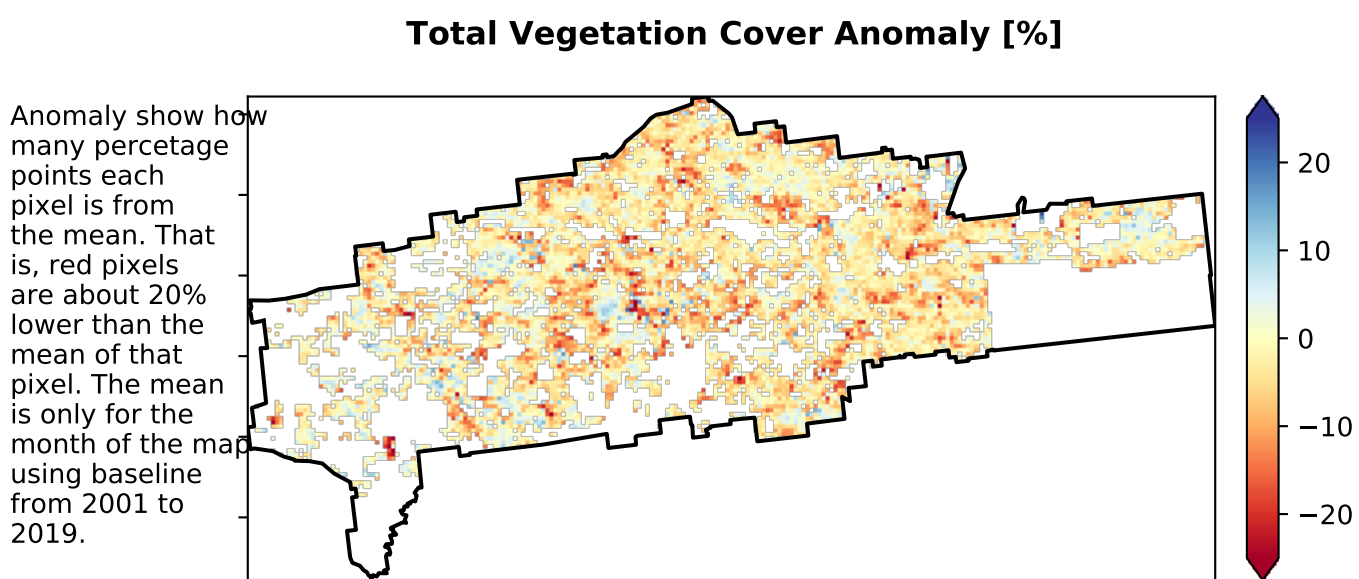 Total Vegetation Cover Anomaly [%]
Anomaly show how
many percetage
points each
pixel is from
the mean. That
is, red pixels
are about 20%
lower than the
mean of that
pixel. The mean
is only for the
month of the map
using baseline
from 2001 to
2019.
20
10
0
−10
−20